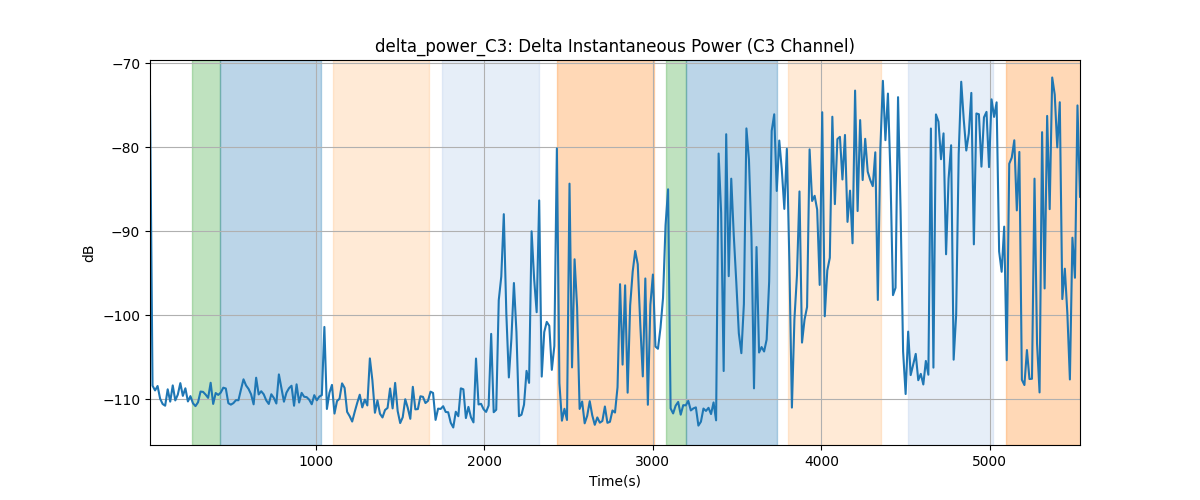 delta_power_C3: Delta Instantaneous Power (C3 Channel)
−70
−80
−90
−100
−110
dB
1000 2000 3000 4000 5000
Time(s)